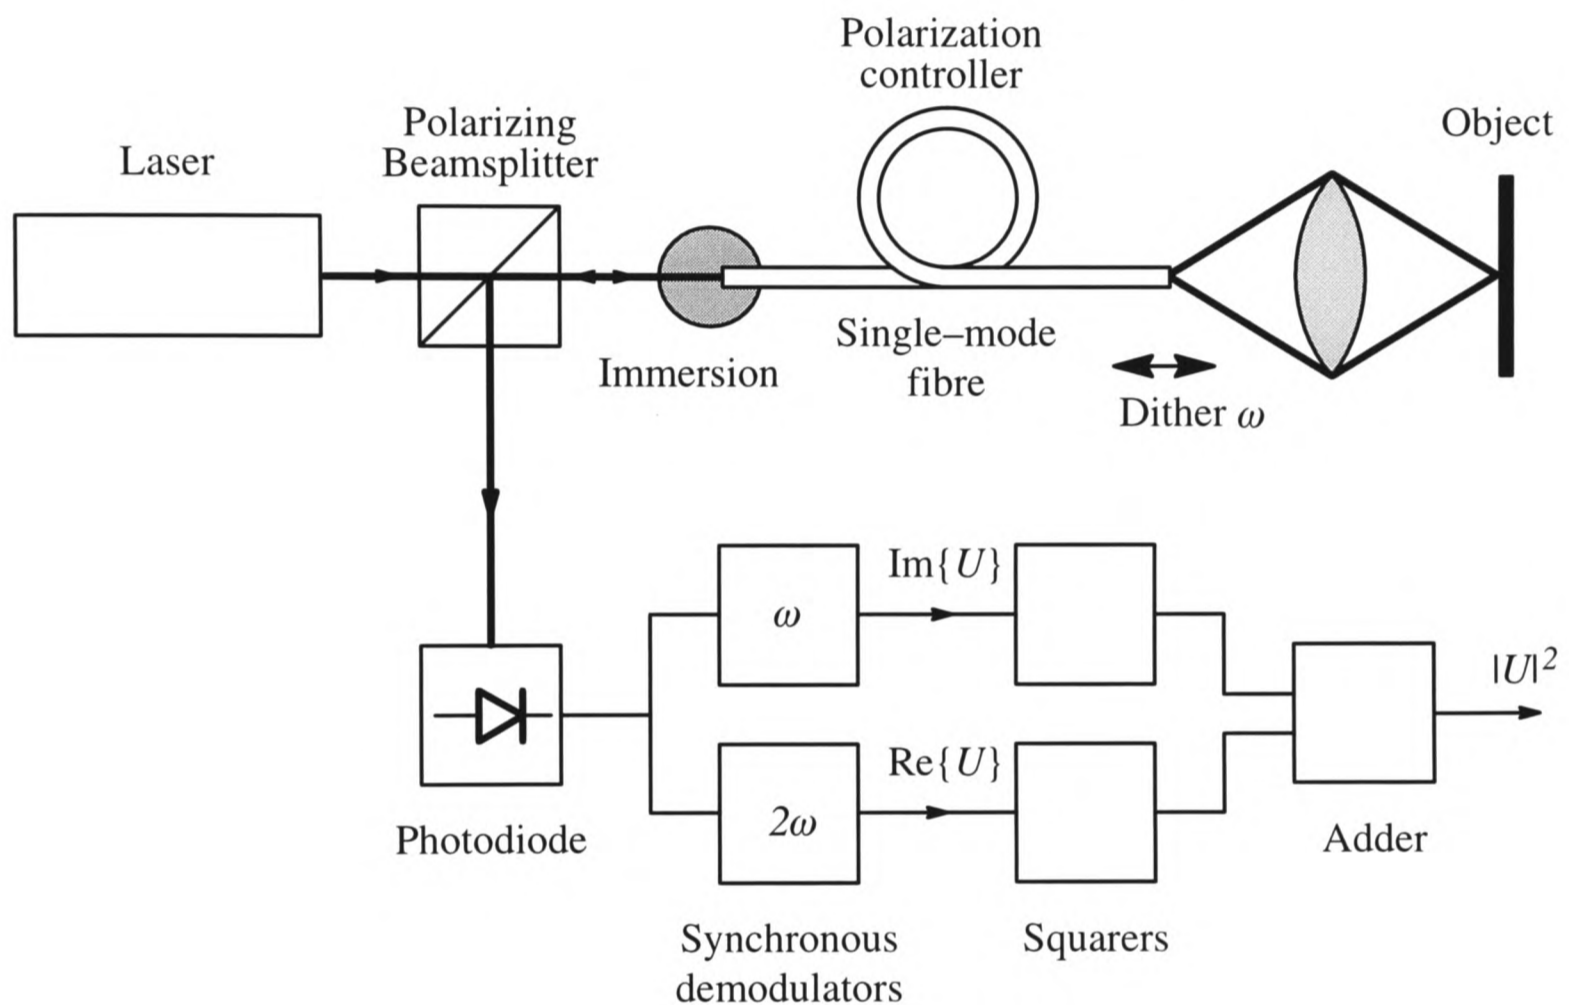 Polarization
controller
Object
Polarizing
Beamsplitter
Laser
Immersion
Single–mode
fibre
Dither ω
Im{U}
ω
|U|²
Re{U}
2ω
Photodiode
Adder
Synchronous
demodulators
Squarers